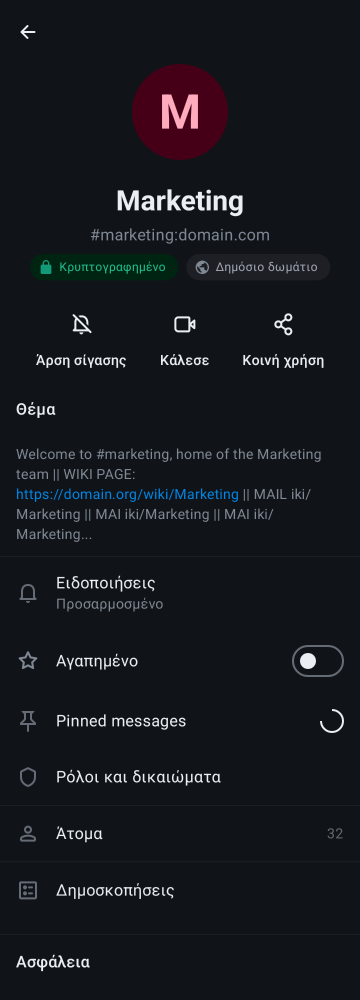 M
Marketing
#marketing:domain.com
Κρυπτογραφημένο
Δημόσιο δωμάτιο
Άρση σίγασης
Κάλεσε
Κοινή χρήση
Θέμα
Welcome to #marketing, home of the Marketing
team || WIKI PAGE:
https://domain.org/wiki/Marketing || MAIL iki/
Marketing || MAI iki/Marketing || MAI iki/
Marketing...
Ειδοποιήσεις
Προσαρμοσμένο
Αγαπημένο
Pinned messages
Ρόλοι και δικαιώματα
Άτομα 32
Δημοσκοπήσεις
Ασφάλεια